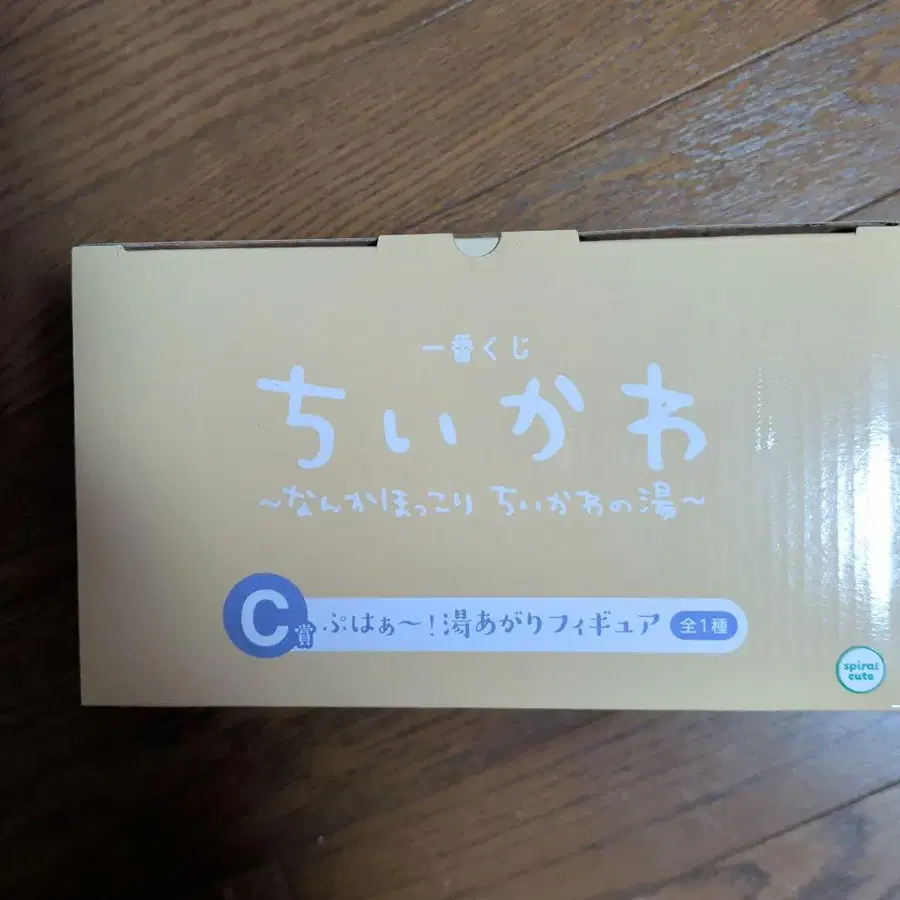 一番くじ
ちいかわ
～なんかほっこり ちいかわの湯～
C賞 ぷはぁ～!湯あがりフィギュア 全1種
spiral
cute